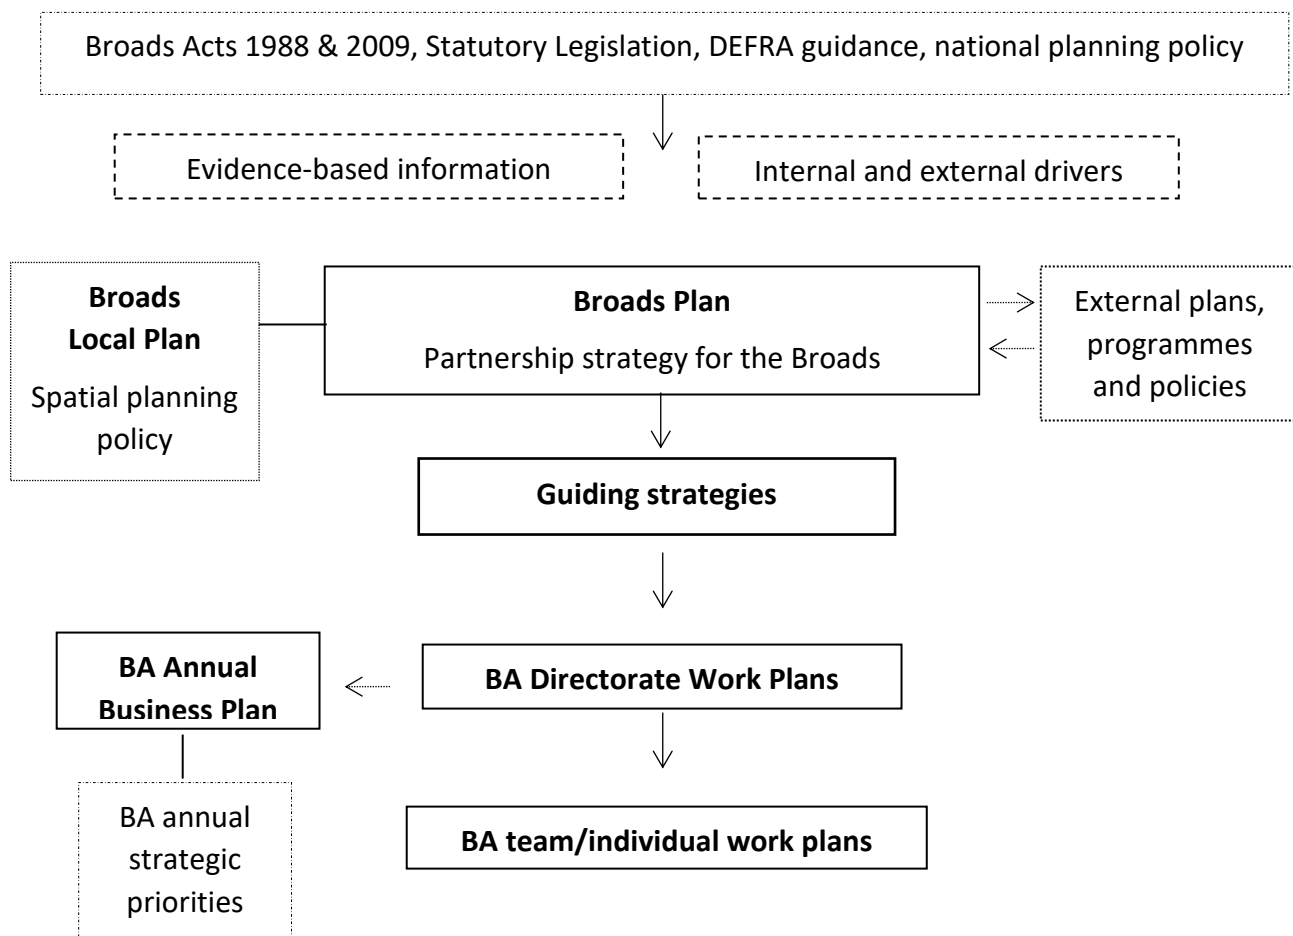 Broads Acts 1988 & 2009, Statutory Legislation, DEFRA guidance, national planning policy
Evidence-based information
Internal and external drivers
Broads
Local Plan
Spatial planning
policy
Broads Plan
Partnership strategy for the Broads
External plans,
programmes
and policies
Guiding strategies
BA Annual
Business Plan
BA Directorate Work Plans
BA annual
strategic
priorities
BA team/individual work plans